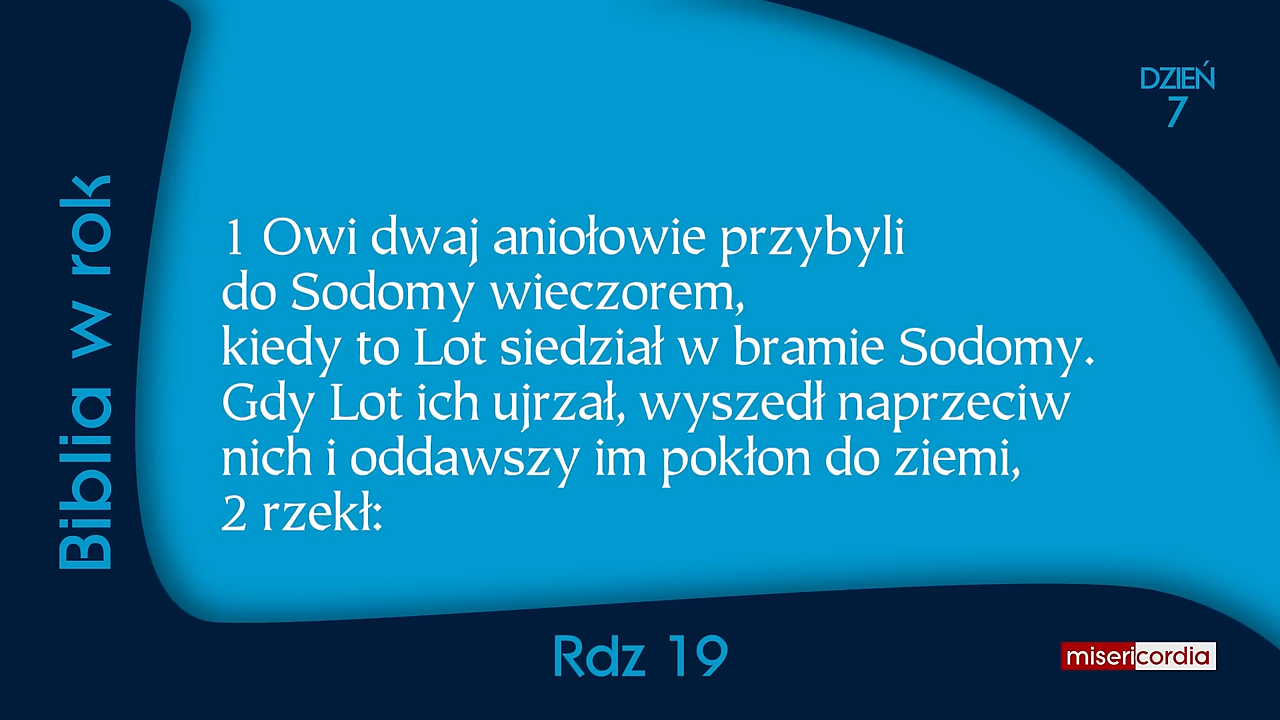 DZIEŃ
7
Biblia w rok
1 Owi dwaj aniołowie przybyli
do Sodomy wieczorem,
kiedy to Lot siedział w bramie Sodomy.
Gdy Lot ich ujrzał, wyszedł naprzeciw
nich i oddawszy im pokłon do ziemi,
2 rzekł:
Rdz 19
misericordia